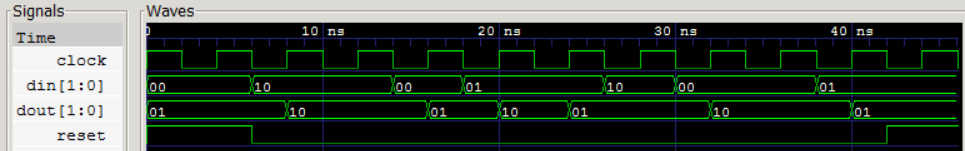 Signals Waves
Time 0 10 ns 20 ns 30 ns 40 ns
clock
din[1:0] 00 10 00 01 10 00 01
dout[1:0] 01 10 01 10 01 10 01
reset